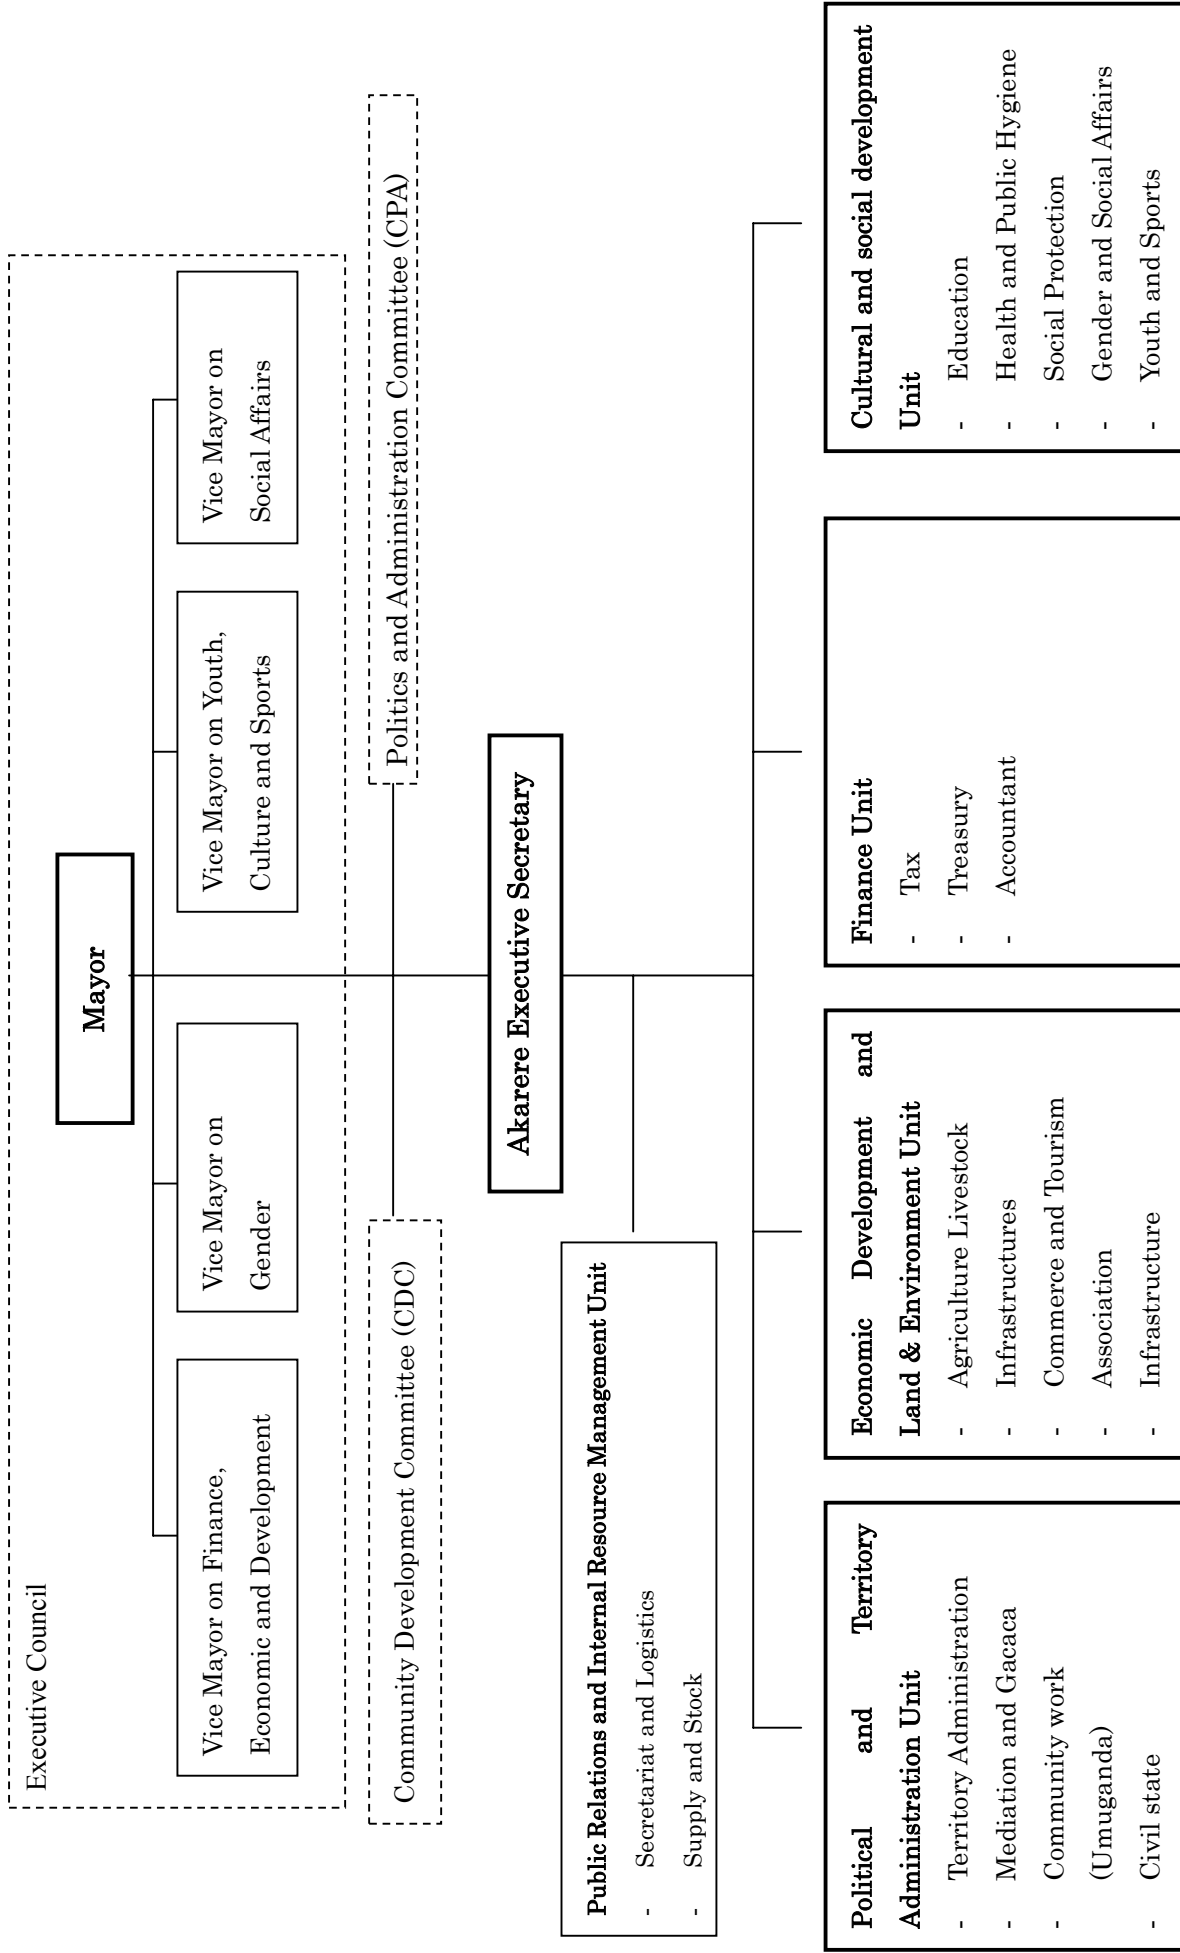 Executive Council
Mayor
Vice Mayor on Finance,
Economic and Development
Vice Mayor on
Gender
Vice Mayor on Youth,
Culture and Sports
Vice Mayor on
Social Affairs
Community Development Committee (CDC)
Politics and Administration Committee (CPA)
Akarere Executive Secretary
Public Relations and Internal Resource Management Unit
- Secretariat and Logistics
- Supply and Stock
Political and Territory
Administration Unit
- Territory Administration
- Mediation and Gacaca
- Community work
(Umuganda)
- Civil state
Economic Development and
Land & Environment Unit
- Agriculture Livestock
- Infrastructures
- Commerce and Tourism
- Association
- Infrastructure
Finance Unit
- Tax
- Treasury
- Accountant
Cultural and social development
Unit
- Education
- Health and Public Hygiene
- Social Protection
- Gender and Social Affairs
- Youth and Sports